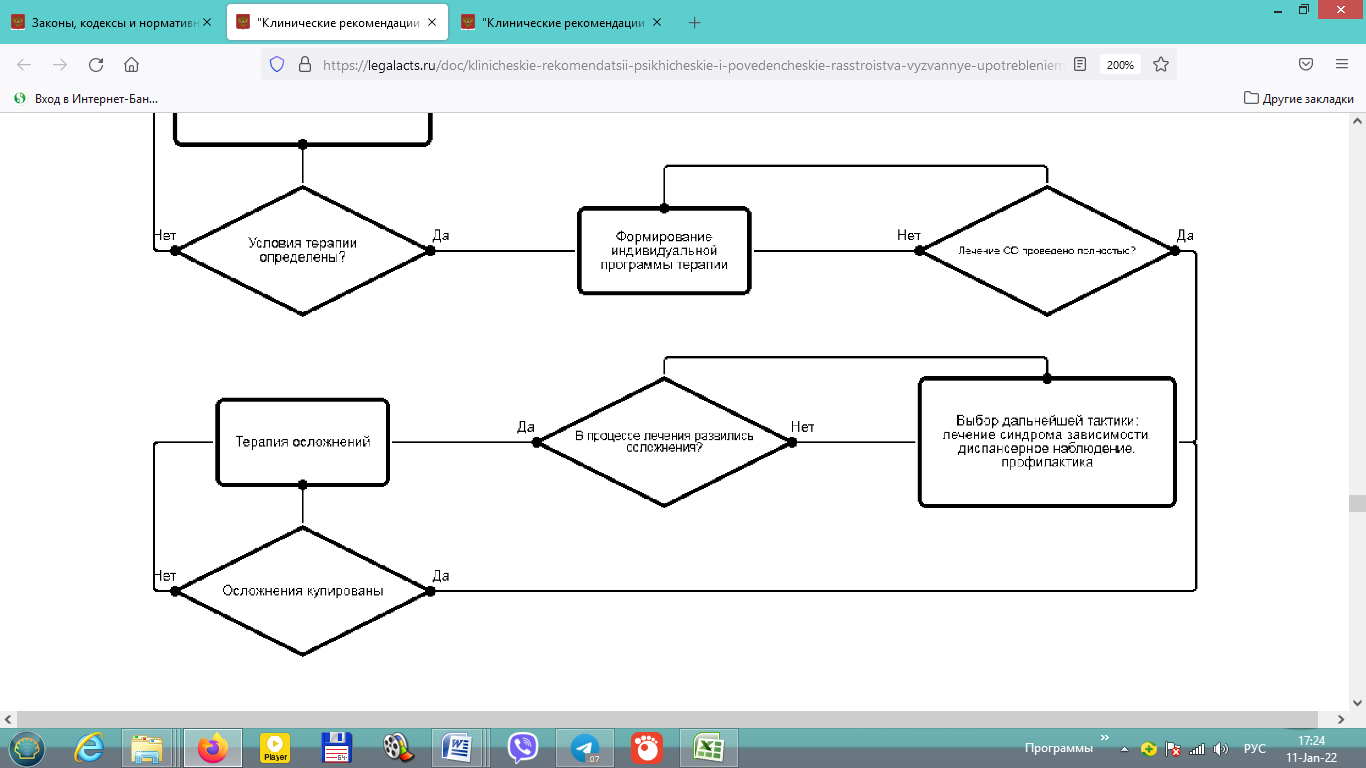 Законы, кодексы и нормативн
"Клинические рекомендации
"Клинические рекомендации
https://legalacts.ru/doc/klinicheskie-rekomendatsii-psikhicheskie-i-povedencheskie-rasstroistva-vyzvannye-upotrebleniem
200%
Вход в Интернет-Бан...
Другие закладки
Нет
Условия терапии
определены?
Да
Формирование
индивидуальной
программы терапии
Нет
Лечение СО проведено полностью?
Да
Терапия осложнений
Да
В процессе лечения развились
осложнения?
Нет
Выбор дальнейшей тактики:
лечение синдрома зависимости,
диспансерное наблюдение,
профилактика
Нет
Осложнения купированы
Да
Player
64
.07
Программы
РУС
17:24
11-Jan-22